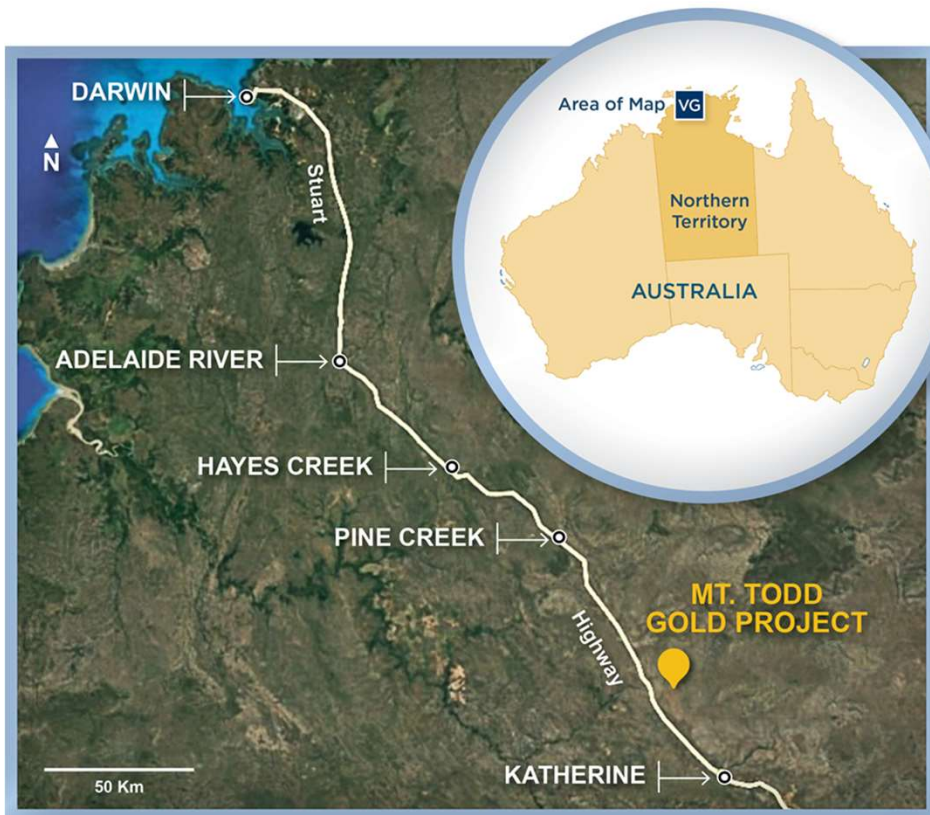 DARWIN
N
Stuart
Area of Map VG
Northern
Territory
AUSTRALIA
ADELAIDE RIVER
HAYES CREEK
PINE CREEK
MT. TODD
GOLD PROJECT
Highway
KATHERINE
50 Km